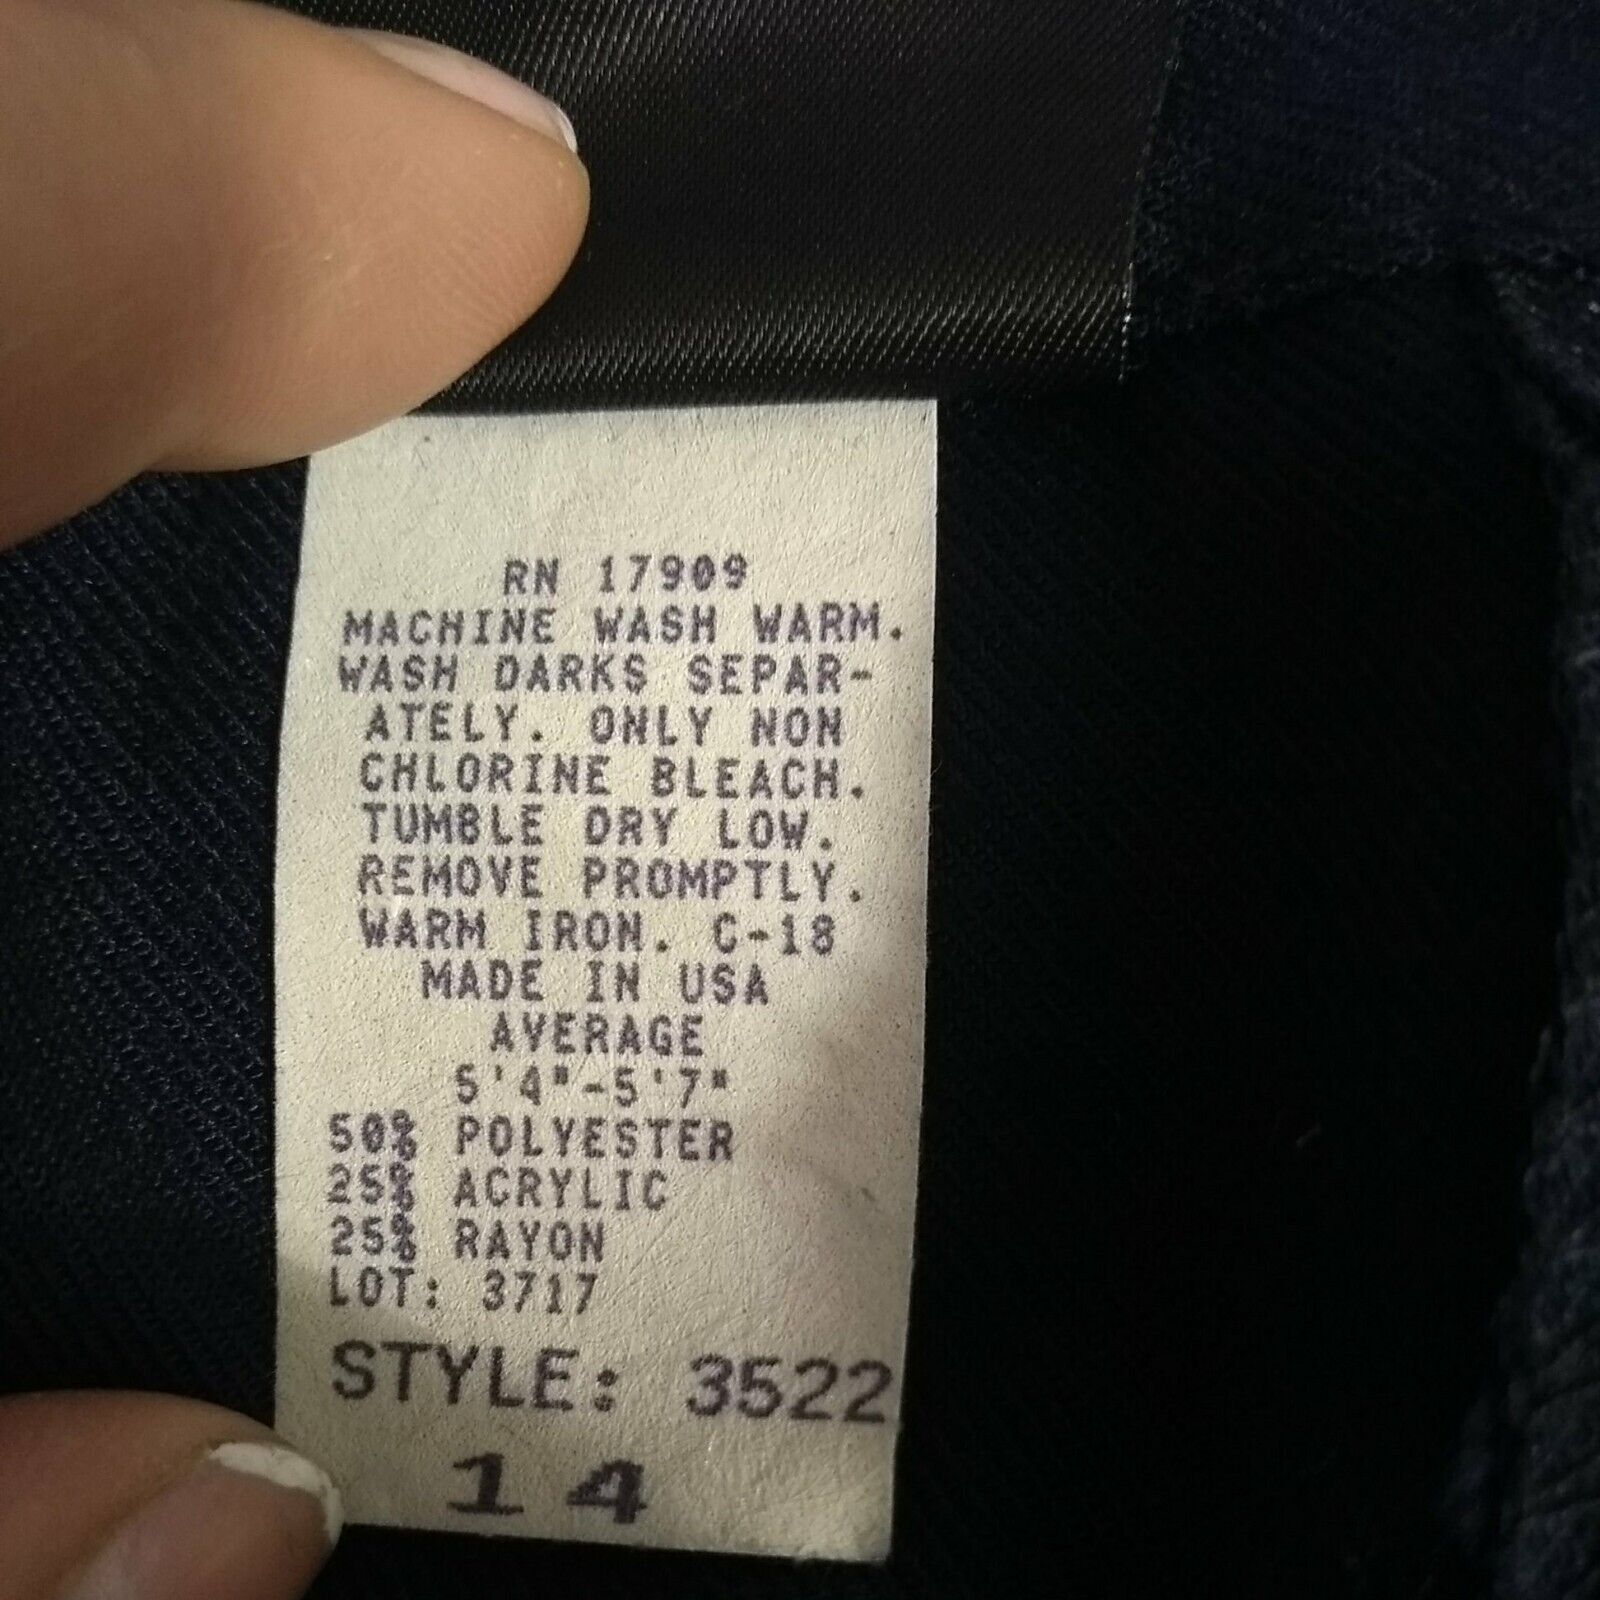 RN 17909
MACHINE WASH WARM.
WASH DARKS SEPAR-
ATELY. ONLY NON
CHLORINE BLEACH.
TUMBLE DRY LOW.
REMOVE PROMPTLY.
WARM IRON. C-18
MADE IN USA
AVERAGE
5'4"-5'7"
50% POLYESTER
25% ACRYLIC
25% RAYON
LOT: 3717
STYLE: 3522
14